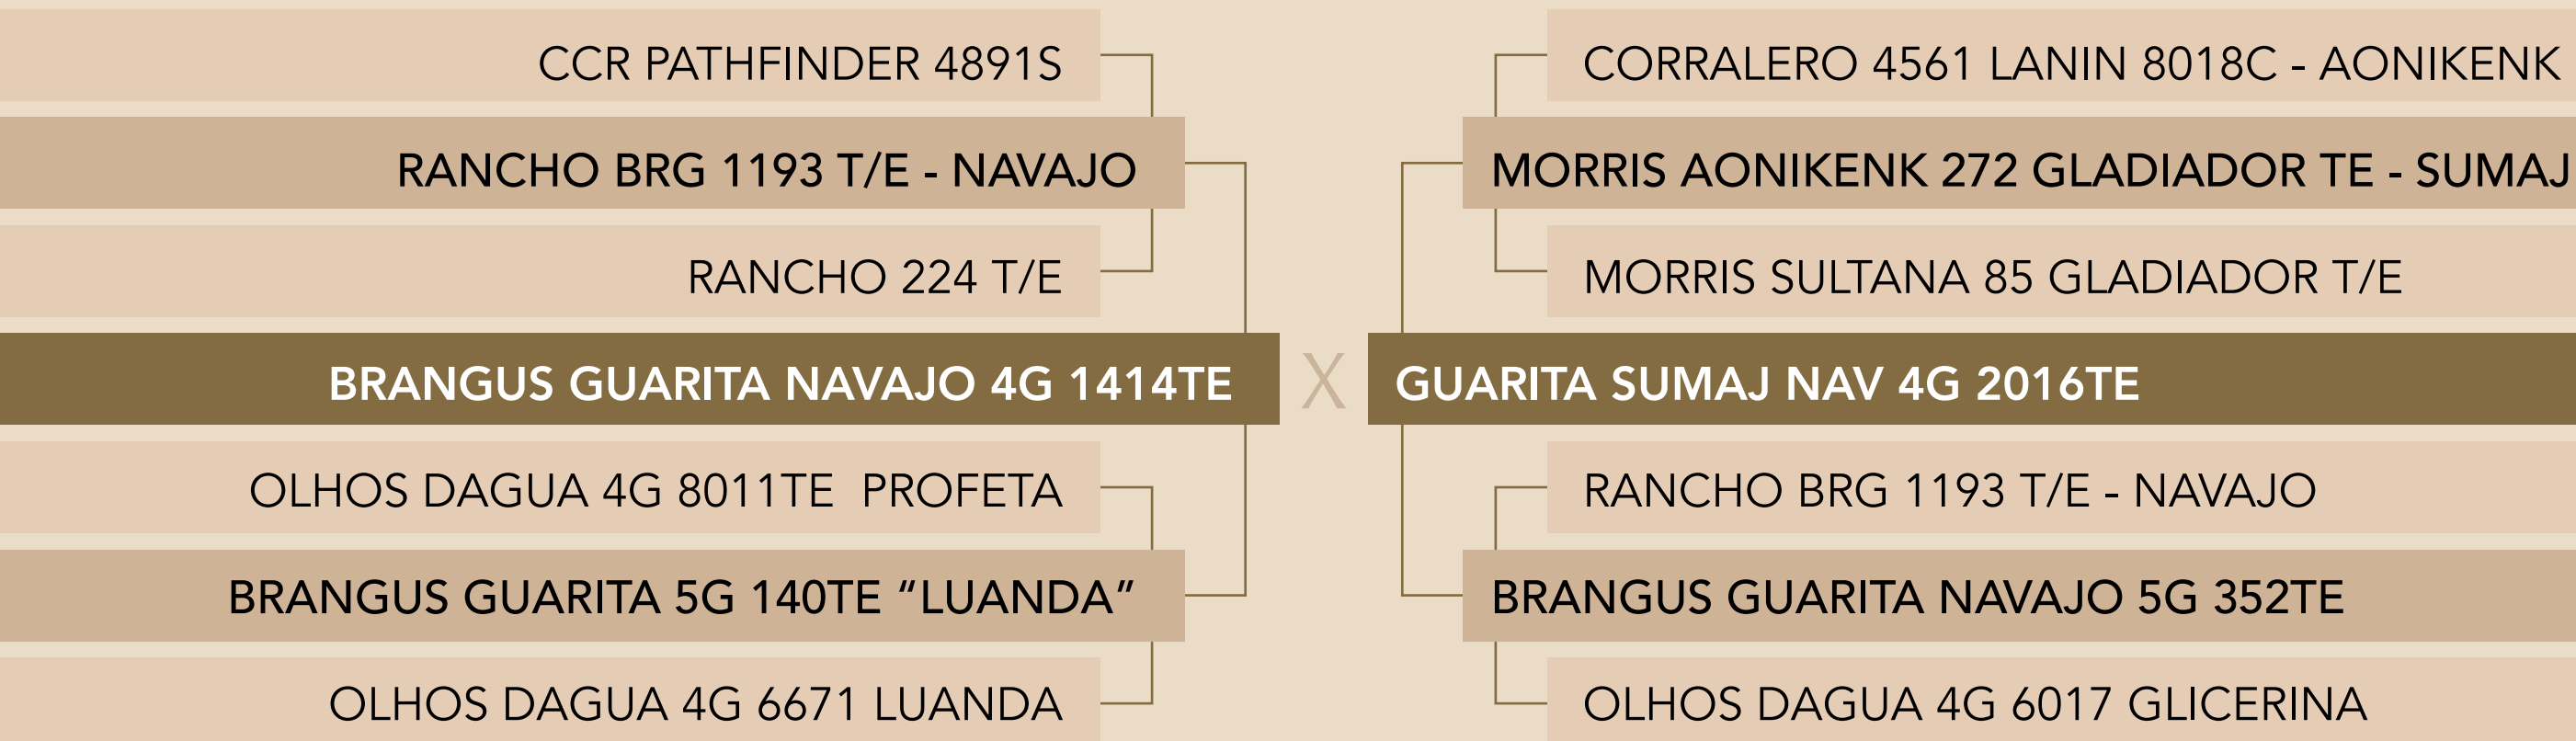 CCR PATHFINDER 4891S
RANCHO BRG 1193 T/E - NAVAJO
RANCHO 224 T/E
BRANGUS GUARITA NAVAJO 4G 1414TE
OLHOS DAGUA 4G 8011TE PROFETA
BRANGUS GUARITA 5G 140TE “LUANDA”
OLHOS DAGUA 4G 6671 LUANDA
X
CORRALERO 4561 LANIN 8018C - AONIKENK
MORRIS AONIKENK 272 GLADIADOR TE - SUMAJ
MORRIS SULTANA 85 GLADIADOR T/E
GUARITA SUMAJ NAV 4G 2016TE
RANCHO BRG 1193 T/E - NAVAJO
BRANGUS GUARITA NAVAJO 5G 352TE
OLHOS DAGUA 4G 6017 GLICERINA